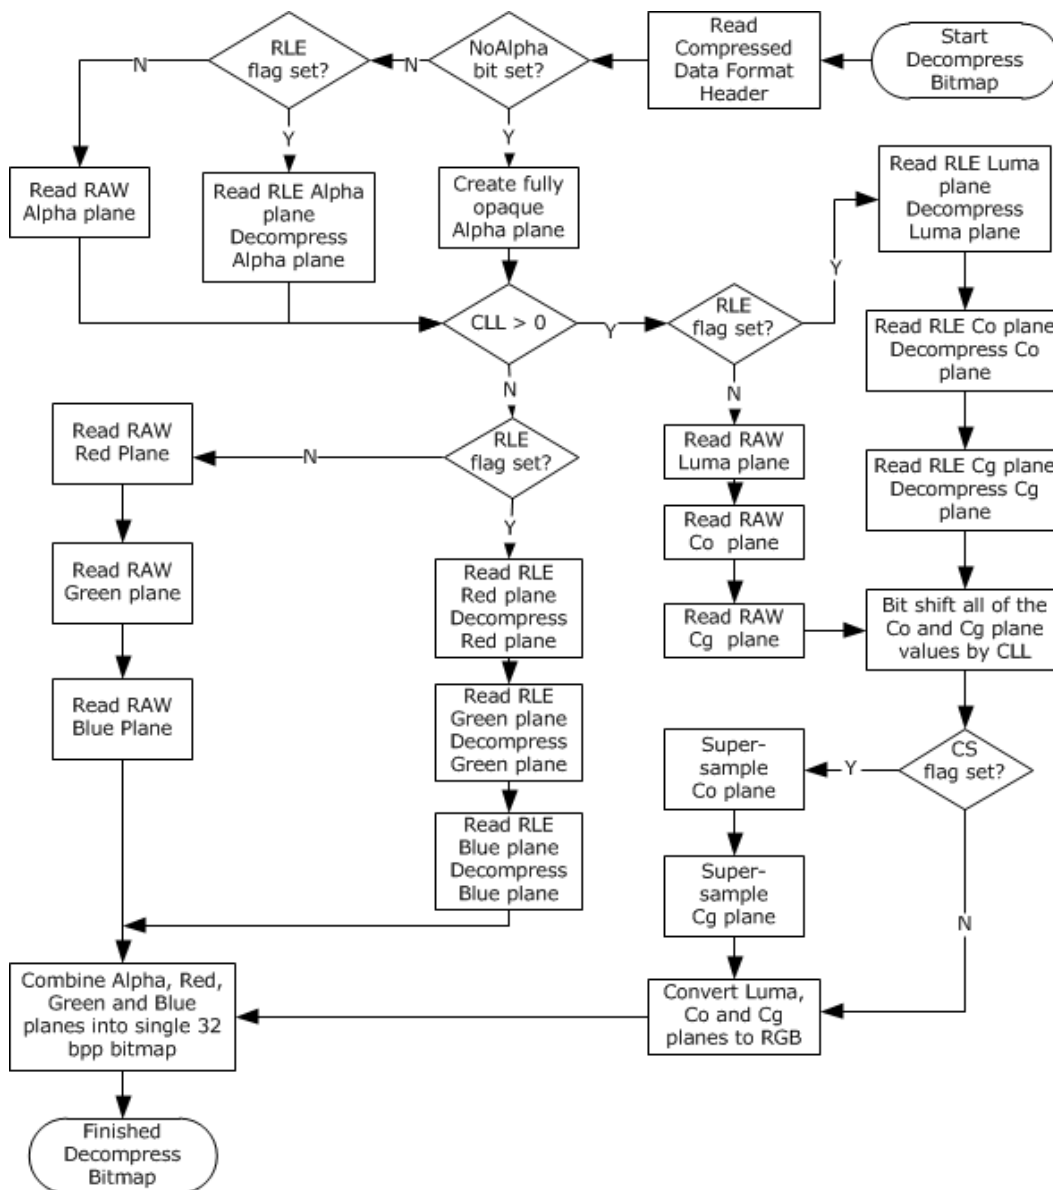 Start
Decompress
Bitmap
Read
Compressed
Data Format
Header
NoAlpha
bit set?
N
Y
RLE
flag set?
N
Y
Read RAW
Alpha plane
Read RLE Alpha
plane
Decompress
Alpha plane
Create fully
opaque
Alpha plane
CLL > 0
Y
N
RLE
flag set?
Y
N
Read RLE Luma
plane
Decompress
Luma plane
Read RLE Co plane
Decompress Co
plane
Read RLE Cg plane
Decompress Cg
plane
Read RAW
Luma plane
Read RAW
Co plane
Read RAW
Cg plane
Bit shift all of the
Co and Cg plane
values by CLL
RLE
flag set?
N
Y
Read RAW
Red Plane
Read RAW
Green plane
Read RAW
Blue Plane
Read RLE
Red plane
Decompress
Red plane
Read RLE
Green plane
Decompress
Green plane
Read RLE
Blue plane
Decompress
Blue plane
CS
flag set?
Y
N
Super-
sample
Co plane
Super-
sample
Cg plane
Convert Luma,
Co and Cg
planes to RGB
Combine Alpha, Red,
Green and Blue
planes into single 32
bpp bitmap
Finished
Decompress
Bitmap